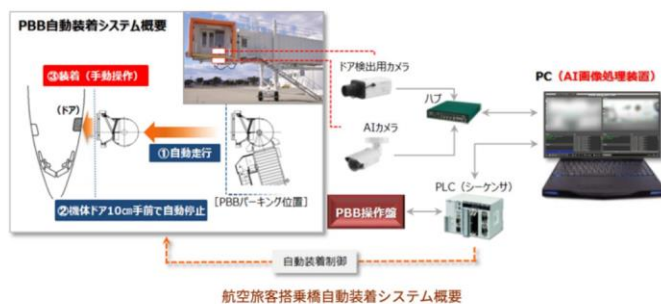 PBB自動装着システム概要
③装着（手動操作）
（ドア）
①自動走行
②機体ドア10㎝手前で自動停止
[PBBパーキング位置]
ドア検出用カメラ
ハブ
AIカメラ
PC（AI画像処理装置）
PLC（シーケンサ）
PBB操作盤
自動装着制御
航空旅客搭乗橋自動装着システム概要